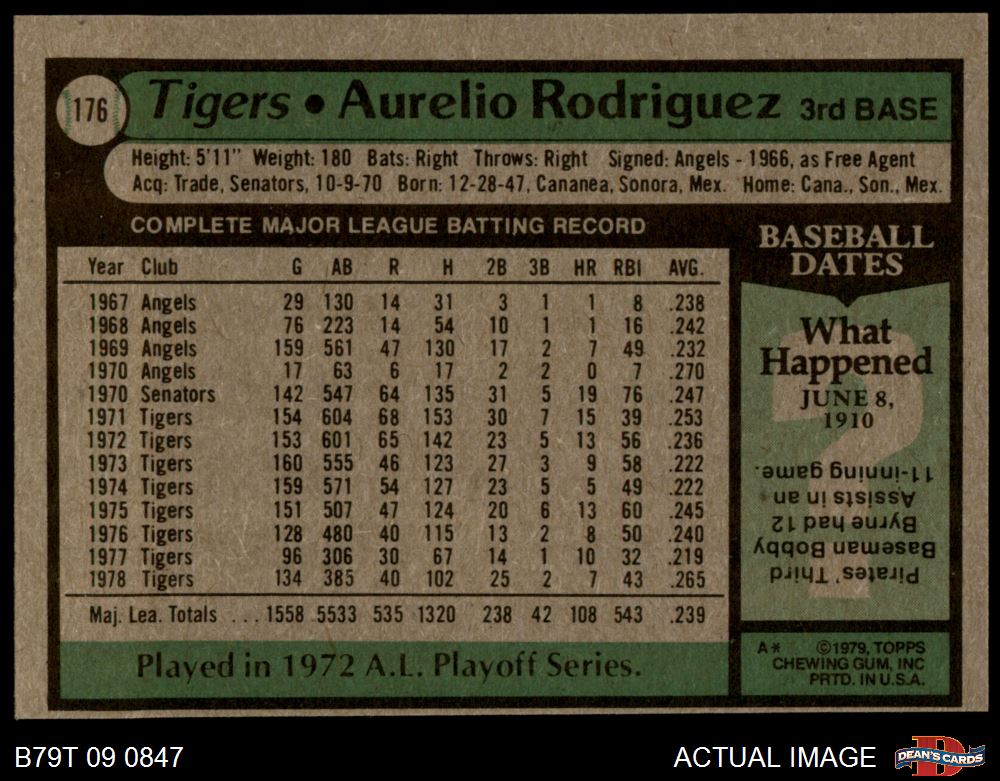 176
Tigers • Aurelio Rodriguez 3rd BASE
Height: 5'11" Weight: 180 Bats: Right Throws: Right Signed: Angels - 1966, as Free Agent
Acq: Trade, Senators, 10-9-70 Born: 12-28-47, Cananea, Sonora, Mex. Home: Cana., Son., Mex.
COMPLETE MAJOR LEAGUE BATTING RECORD
Year Club G AB R H 2B 3B HR RBI AVG.
1967 Angels 29 130 14 31 3 1 1 8 .238
1968 Angels 76 223 14 54 10 1 1 16 .242
1969 Angels 159 561 47 130 17 2 7 49 .232
1970 Angels 17 63 6 17 2 2 0 7 .270
1970 Senators 142 547 64 135 31 5 19 76 .247
1971 Tigers 154 604 68 153 30 7 15 39 .253
1972 Tigers 153 601 65 142 23 5 13 56 .236
1973 Tigers 160 555 46 123 27 3 9 58 .222
1974 Tigers 159 571 54 127 23 5 5 49 .222
1975 Tigers 151 507 47 124 20 6 13 60 .245
1976 Tigers 128 480 40 115 13 2 8 50 .240
1977 Tigers 96 306 30 67 14 1 10 32 .219
1978 Tigers 134 385 40 102 25 2 7 43 .265
Maj. Lea. Totals ... 1558 5533 535 1320 238 42 108 543 .239
Played in 1972 A.L. Playoff Series.
BASEBALL
DATES
What
Happened
JUNE 8,
1910
Pirates' Third
Baseman Bobby
Byrne had 12
Assists in an
11-inning game.
A* ©1979, TOPPS
CHEWING GUM, INC
PRTD. IN U.S.A.
B79T 09 0847
ACTUAL IMAGE
D
DEAN'S CARDS